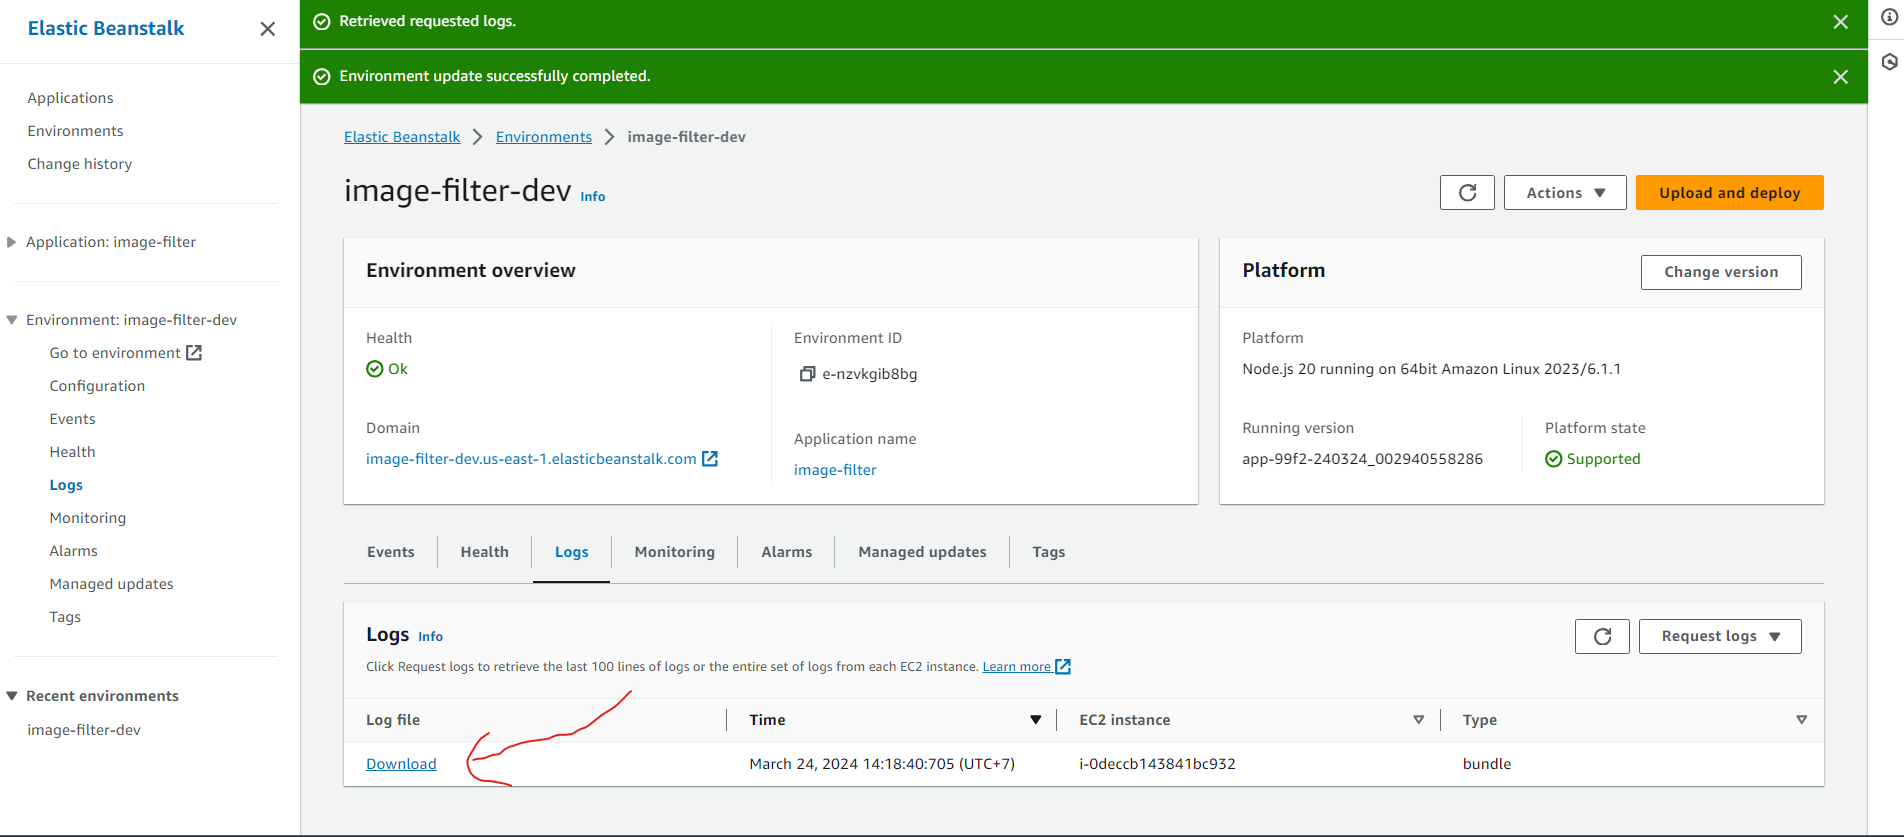 Elastic Beanstalk
Applications
Environments
Change history
Application: image-filter
Environment: image-filter-dev
Go to environment
Configuration
Events
Health
Logs
Monitoring
Alarms
Managed updates
Tags
Recent environments
image-filter-dev
Retrieved requested logs.
Environment update successfully completed.
Elastic Beanstalk Environments image-filter-dev
image-filter-dev Info
Actions Upload and deploy
Environment overview
Health
Ok
Domain
image-filter-dev.us-east-1.elasticbeanstalk.com
Environment ID
e-nzvkgib8bg
Application name
image-filter
Platform
Change version
Platform
Node.js 20 running on 64bit Amazon Linux 2023/6.1.1
Running version
app-99f2-240324_002940558286
Platform state
Supported
Events Health Logs Monitoring Alarms Managed updates Tags
Logs Info
Request logs
Click Request logs to retrieve the last 100 lines of logs or the entire set of logs from each EC2 instance. Learn more
Log file Time EC2 instance Type
Download March 24, 2024 14:18:40:705 (UTC+7) i-0deccb143841bc932 bundle